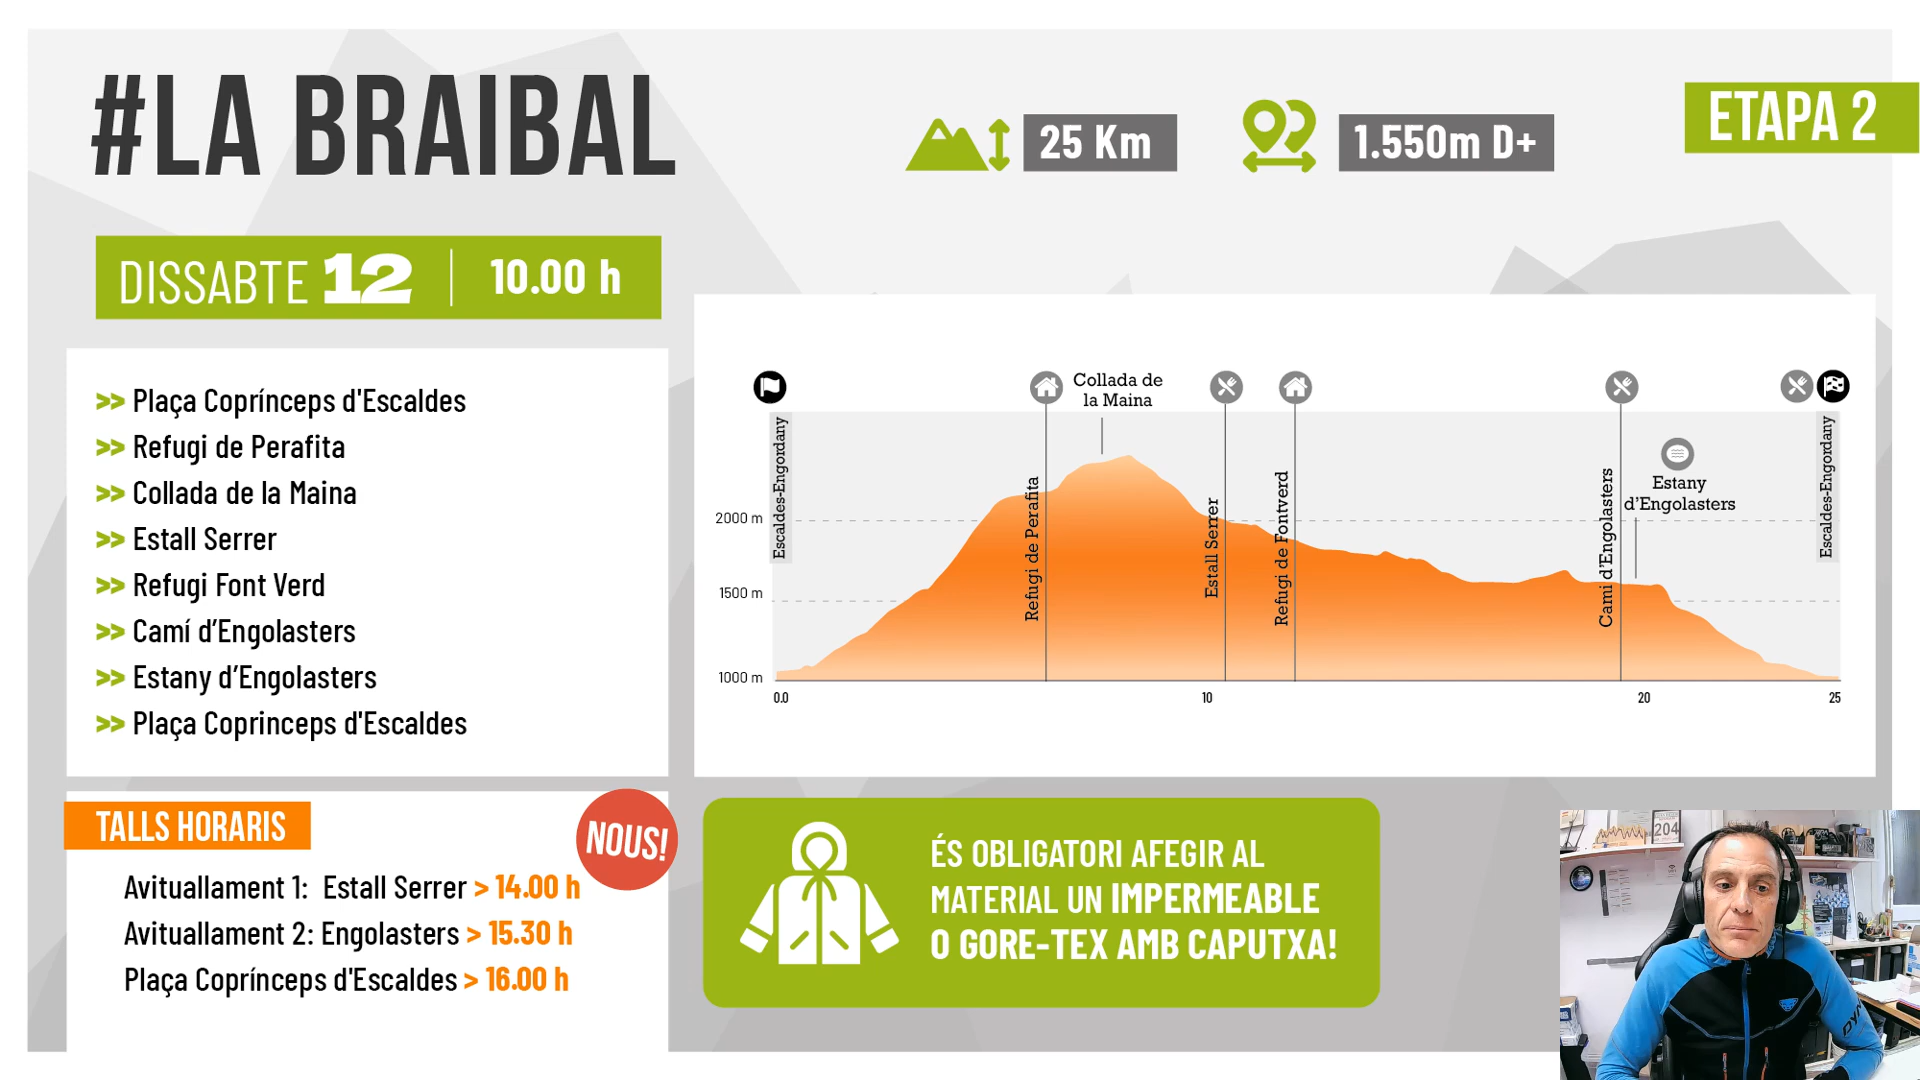 #LA BRAIBAL
25 Km
1.550m D+
ETAPA 2
DISSABTE 12 | 10.00 h
>> Plaça Coprínceps d'Escaldes
>> Refugi de Perafita
>> Collada de la Maina
>> Estall Serrer
>> Refugi Font Verd
>> Camí d’Engolasters
>> Estany d’Engolasters
>> Plaça Coprinceps d'Escaldes
Collada de
la Maina
Escaldes-Engordany
Refugi de Perafita
Estall Serrer
Refugi de Fontverd
Camí d'Engolasters
Estany
d'Engolasters
Escaldes-Engordany
2000 m
1500 m
1000 m
0.0
10
20
25
TALLS HORARIS
NOUS!
Avituallament 1: Estall Serrer > 14.00 h
Avituallament 2: Engolasters > 15.30 h
Plaça Coprínceps d'Escaldes > 16.00 h
ÉS OBLIGATORI AFEGIR AL
MATERIAL UN IMPERMEABLE
O GORE-TEX AMB CAPUTXA!
204